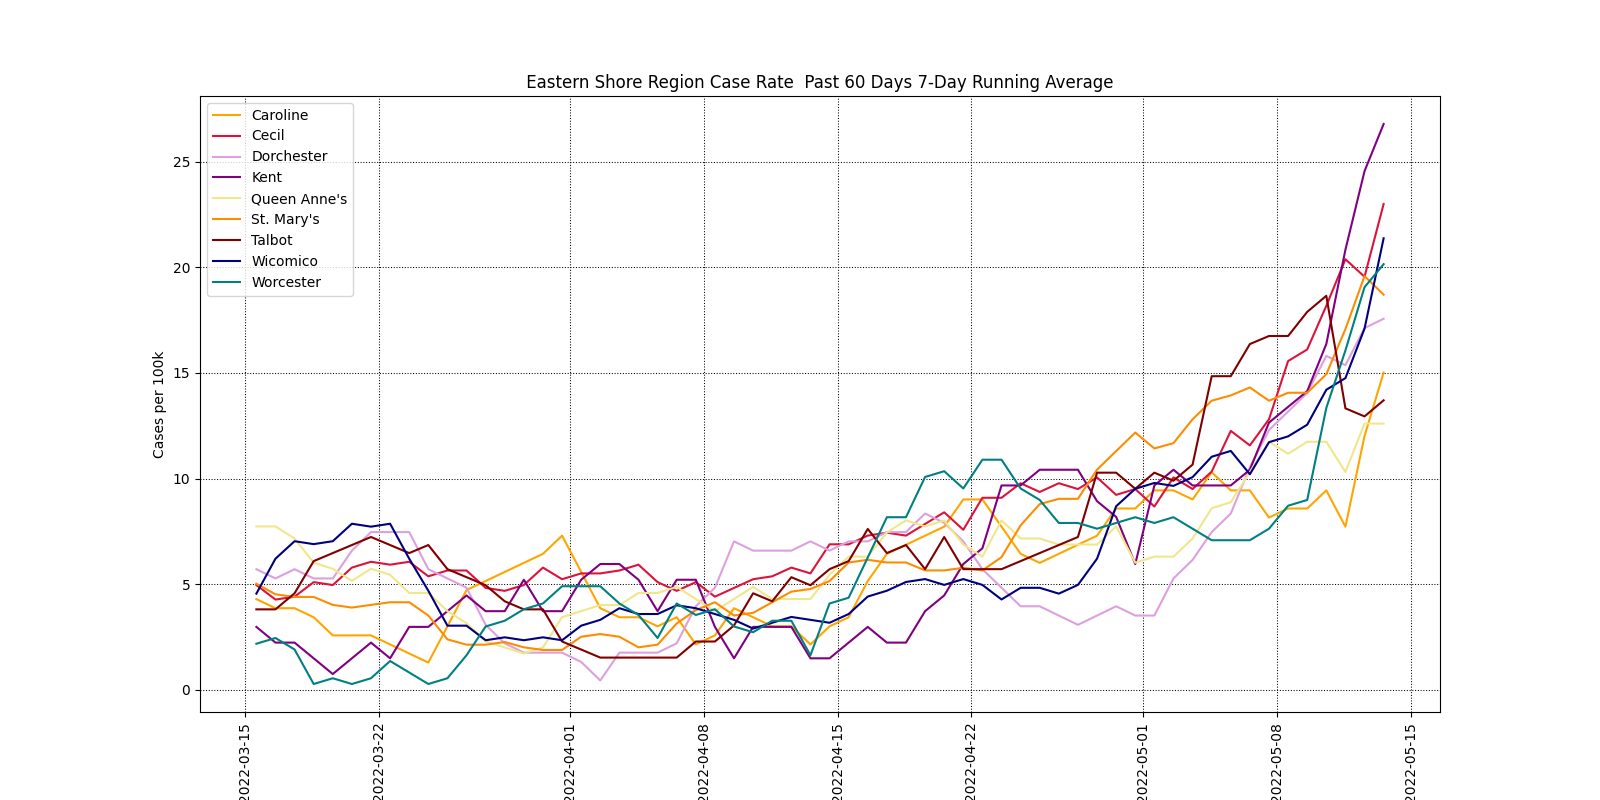 Eastern Shore Region Case Rate  Past 60 Days 7-Day Running Average
Caroline
Cecil
Dorchester
Kent
Queen Anne's
St. Mary's
Talbot
Wicomico
Worcester
Cases per 100k
25
20
15
10
5
0
2022-03-15
2022-03-22
2022-04-01
2022-04-08
2022-04-15
2022-04-22
2022-05-01
2022-05-08
2022-05-15